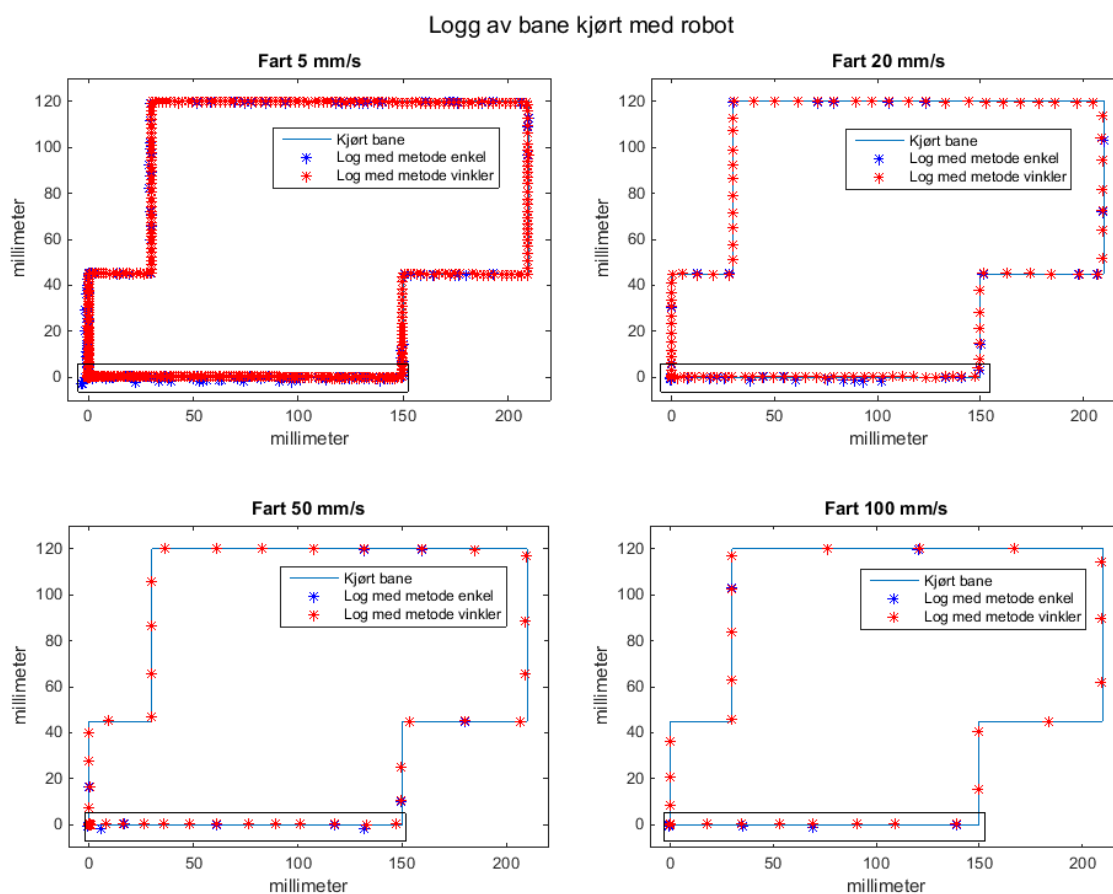 Logg av bane kjørt med robot
Fart 5 mm/s
120
100
80
60
40
20
0
millimeter
Kjørt bane
Log med metode enkel
Log med metode vinkler
0 50 100 150 200
millimeter
Fart 20 mm/s
120
100
80
60
40
20
0
millimeter
Kjørt bane
Log med metode enkel
Log med metode vinkler
0 50 100 150 200
millimeter
Fart 50 mm/s
120
100
80
60
40
20
0
millimeter
Kjørt bane
Log med metode enkel
Log med metode vinkler
0 50 100 150 200
millimeter
Fart 100 mm/s
120
100
80
60
40
20
0
millimeter
Kjørt bane
Log med metode enkel
Log med metode vinkler
0 50 100 150 200
millimeter